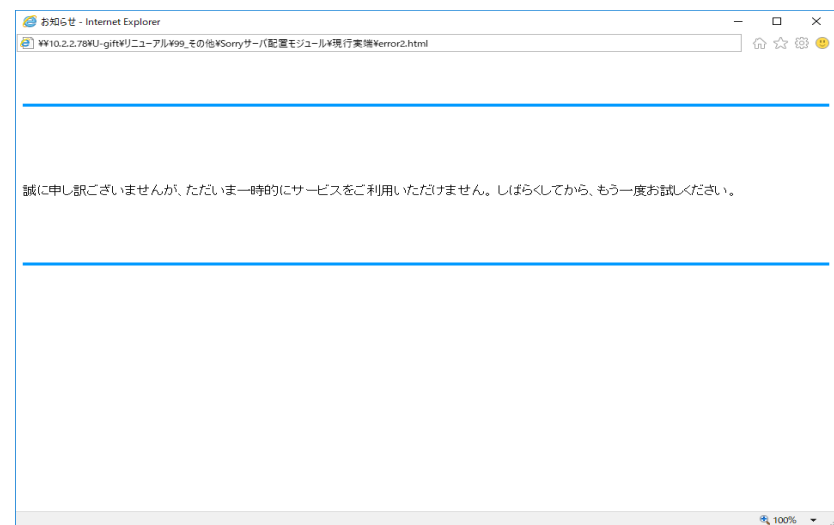 お知らせ - Internet Explorer
¥¥10.2.2.78¥U-gift¥リニューアル¥99_その他¥Sorryサーバ配置モジュール¥現行実端¥error2.html
誠に申し訳ございませんが、ただいま一時的にサービスをご利用いただけません。しばらくしてから、もう一度お試しください。
100%